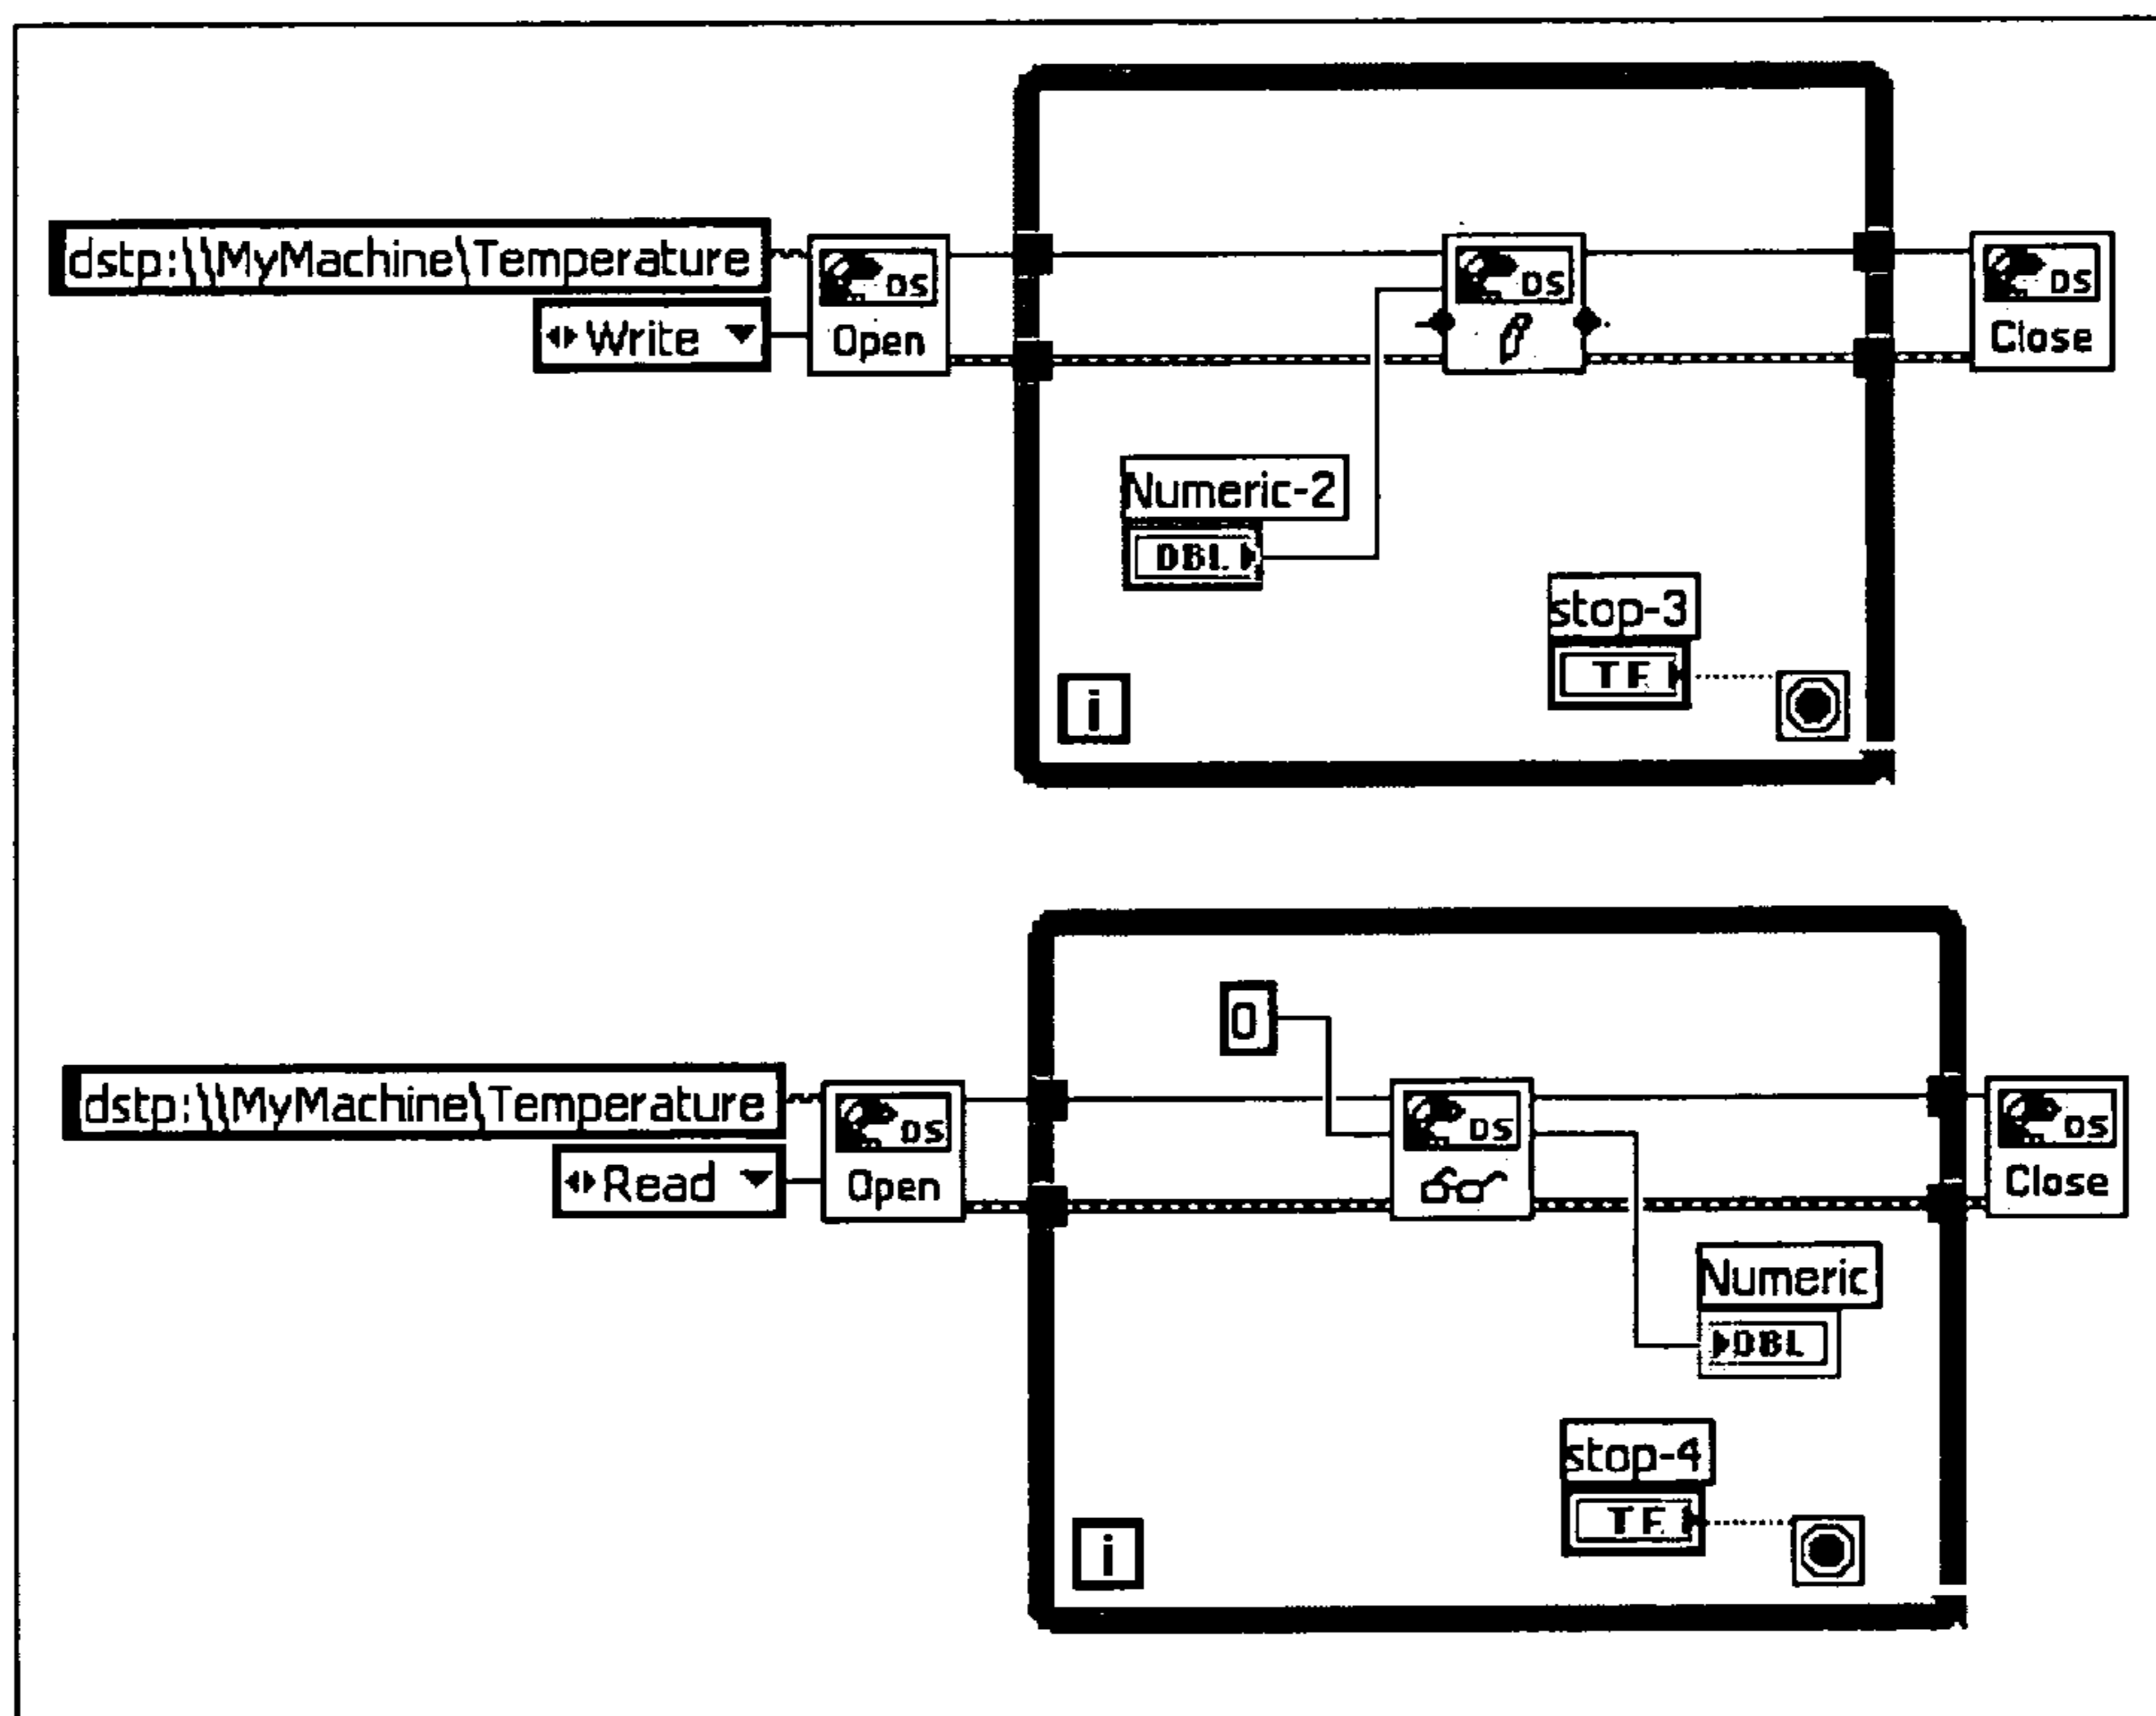 dstp:\\MyMachine\Temperature
DS
DS
DS
Write
Open
Close
Numeric-2
DBL
stop-3
TF
i
0
dstp:\\MyMachine\Temperature
DS
DS
DS
Read
Open
Close
Numeric
DBL
stop-4
TF
i